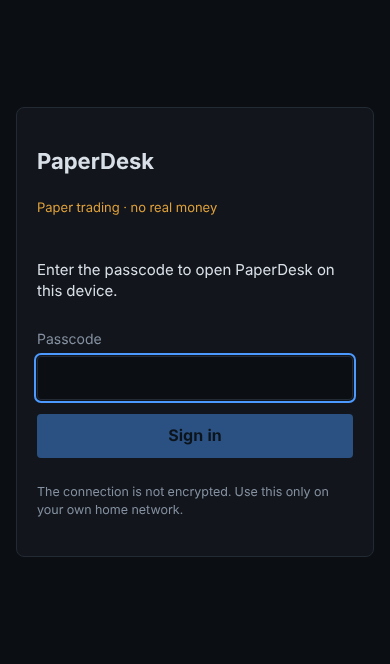 PaperDesk
Paper trading · no real money
Enter the passcode to open PaperDesk on
this device.
Passcode
Sign in
The connection is not encrypted. Use this only on
your own home network.